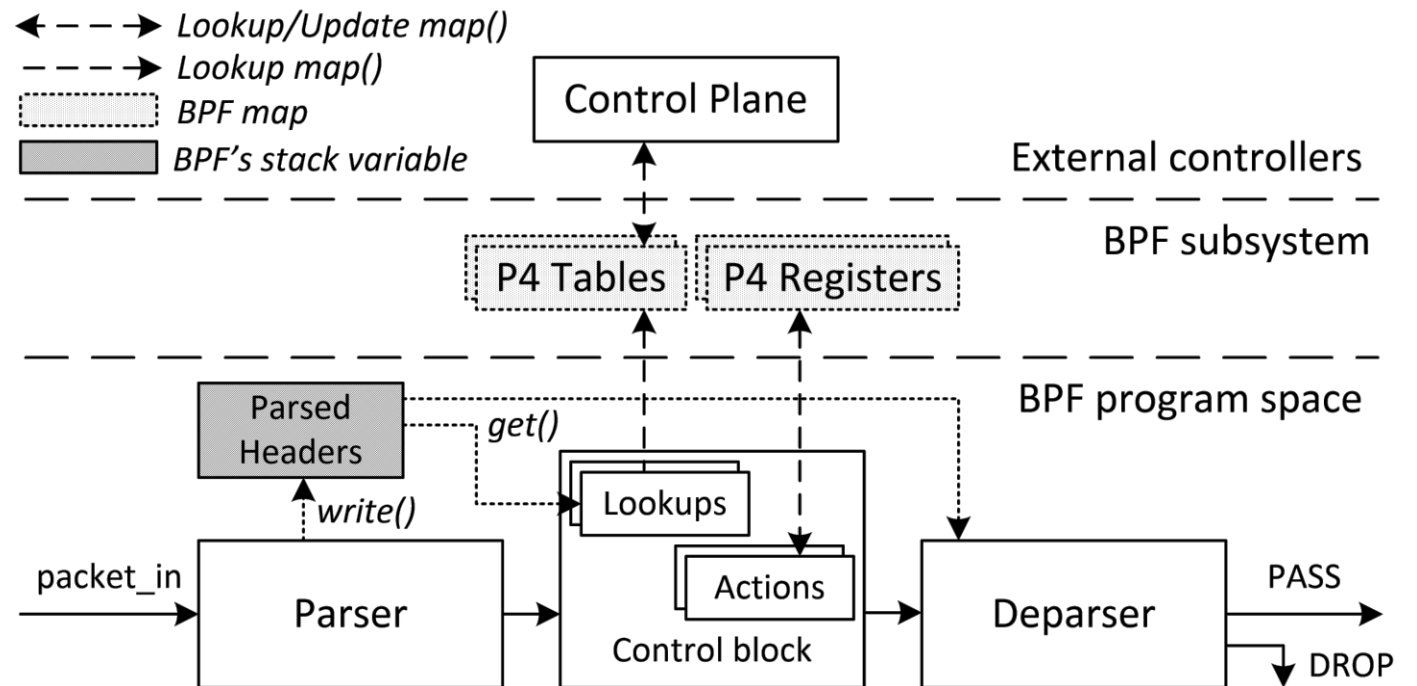 Lookup/Update map()
Lookup map()
BPF map
BPF's stack variable
Control Plane
External controllers
BPF subsystem
P4 Tables
P4 Registers
BPF program space
Parsed
Headers
get()
write()
Lookups
Actions
packet_in
Parser
Control block
Deparser
PASS
DROP